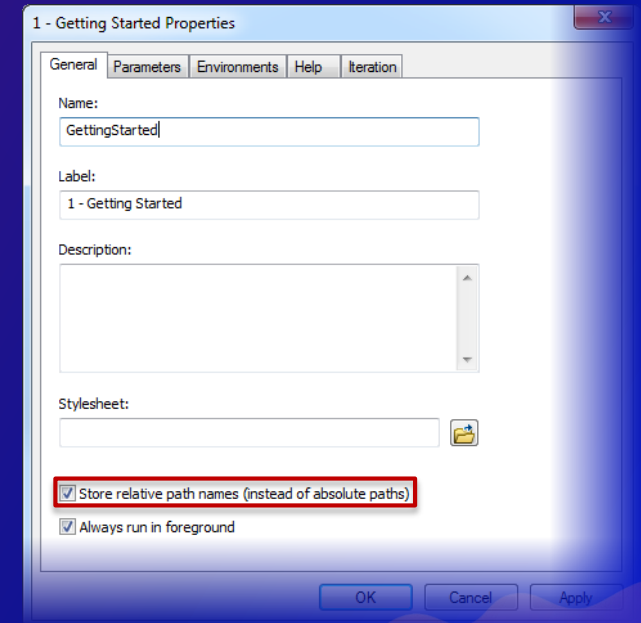 1 - Getting Started Properties
x
General Parameters Environments Help Iteration
Name:
GettingStarted
Label:
1 - Getting Started
Description:
Stylesheet:
Store relative path names (instead of absolute paths)
Always run in foreground
OK Cancel Apply